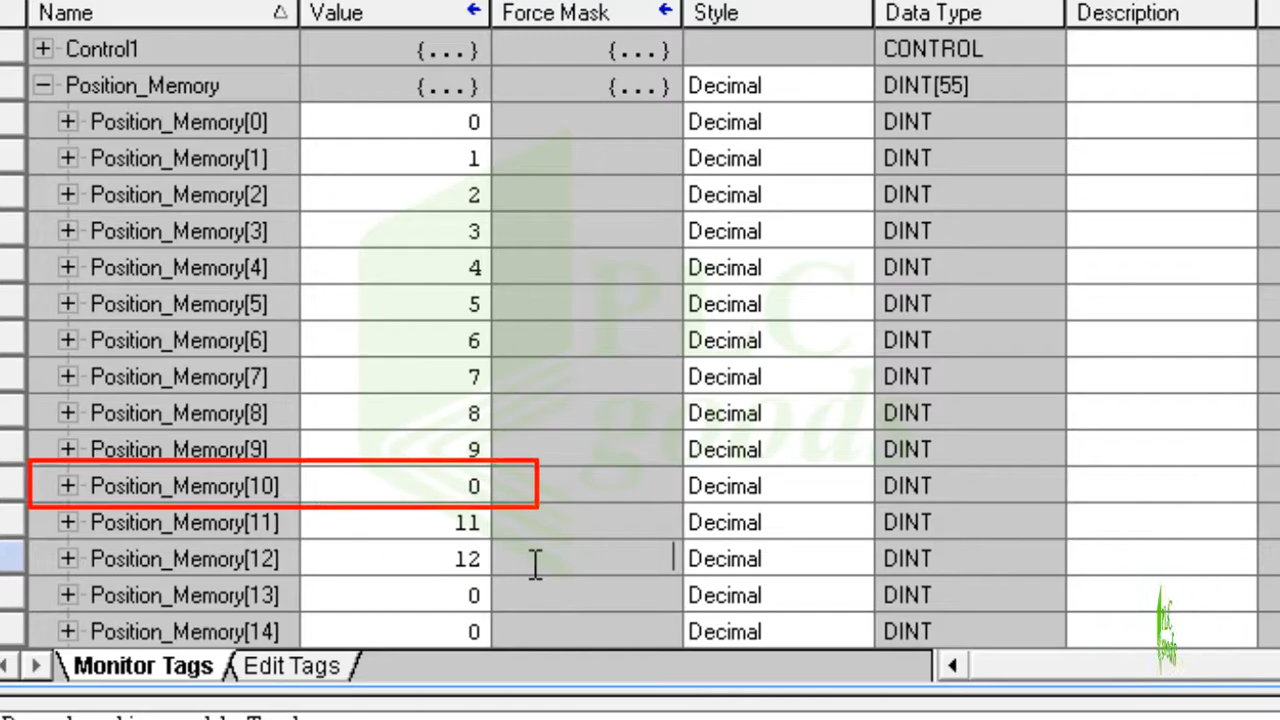 Name Value Force Mask Style Data Type Description
Control1 {...} {...} CONTROL
Position_Memory {...} {...} Decimal DINT[55]
Position_Memory[0] 0 Decimal DINT
Position_Memory[1] 1 Decimal DINT
Position_Memory[2] 2 Decimal DINT
Position_Memory[3] 3 Decimal DINT
Position_Memory[4] 4 Decimal DINT
Position_Memory[5] 5 Decimal DINT
Position_Memory[6] 6 Decimal DINT
Position_Memory[7] 7 Decimal DINT
Position_Memory[8] 8 Decimal DINT
Position_Memory[9] 9 Decimal DINT
Position_Memory[10] 0 Decimal DINT
Position_Memory[11] 11 Decimal DINT
Position_Memory[12] 12 Decimal DINT
Position_Memory[13] 0 Decimal DINT
Position_Memory[14] 0 Decimal DINT
Monitor Tags Edit Tags
PLC
goods